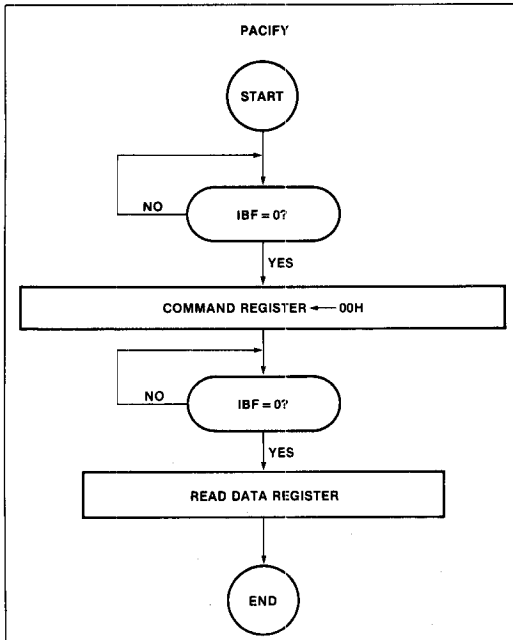 PACIFY
START
NO
IBF = 0?
YES
COMMAND REGISTER ← 00H
NO
IBF = 0?
YES
READ DATA REGISTER
END